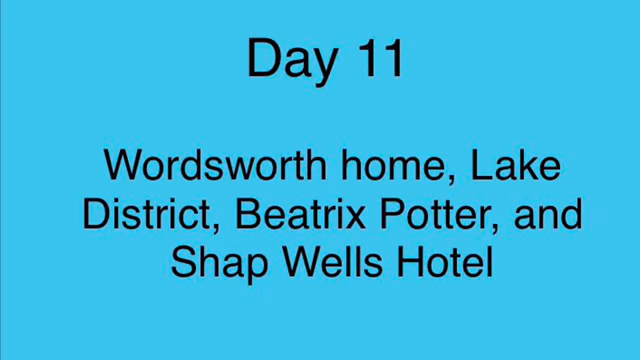 Day 11
Wordsworth home, Lake
District, Beatrix Potter, and
Shap Wells Hotel